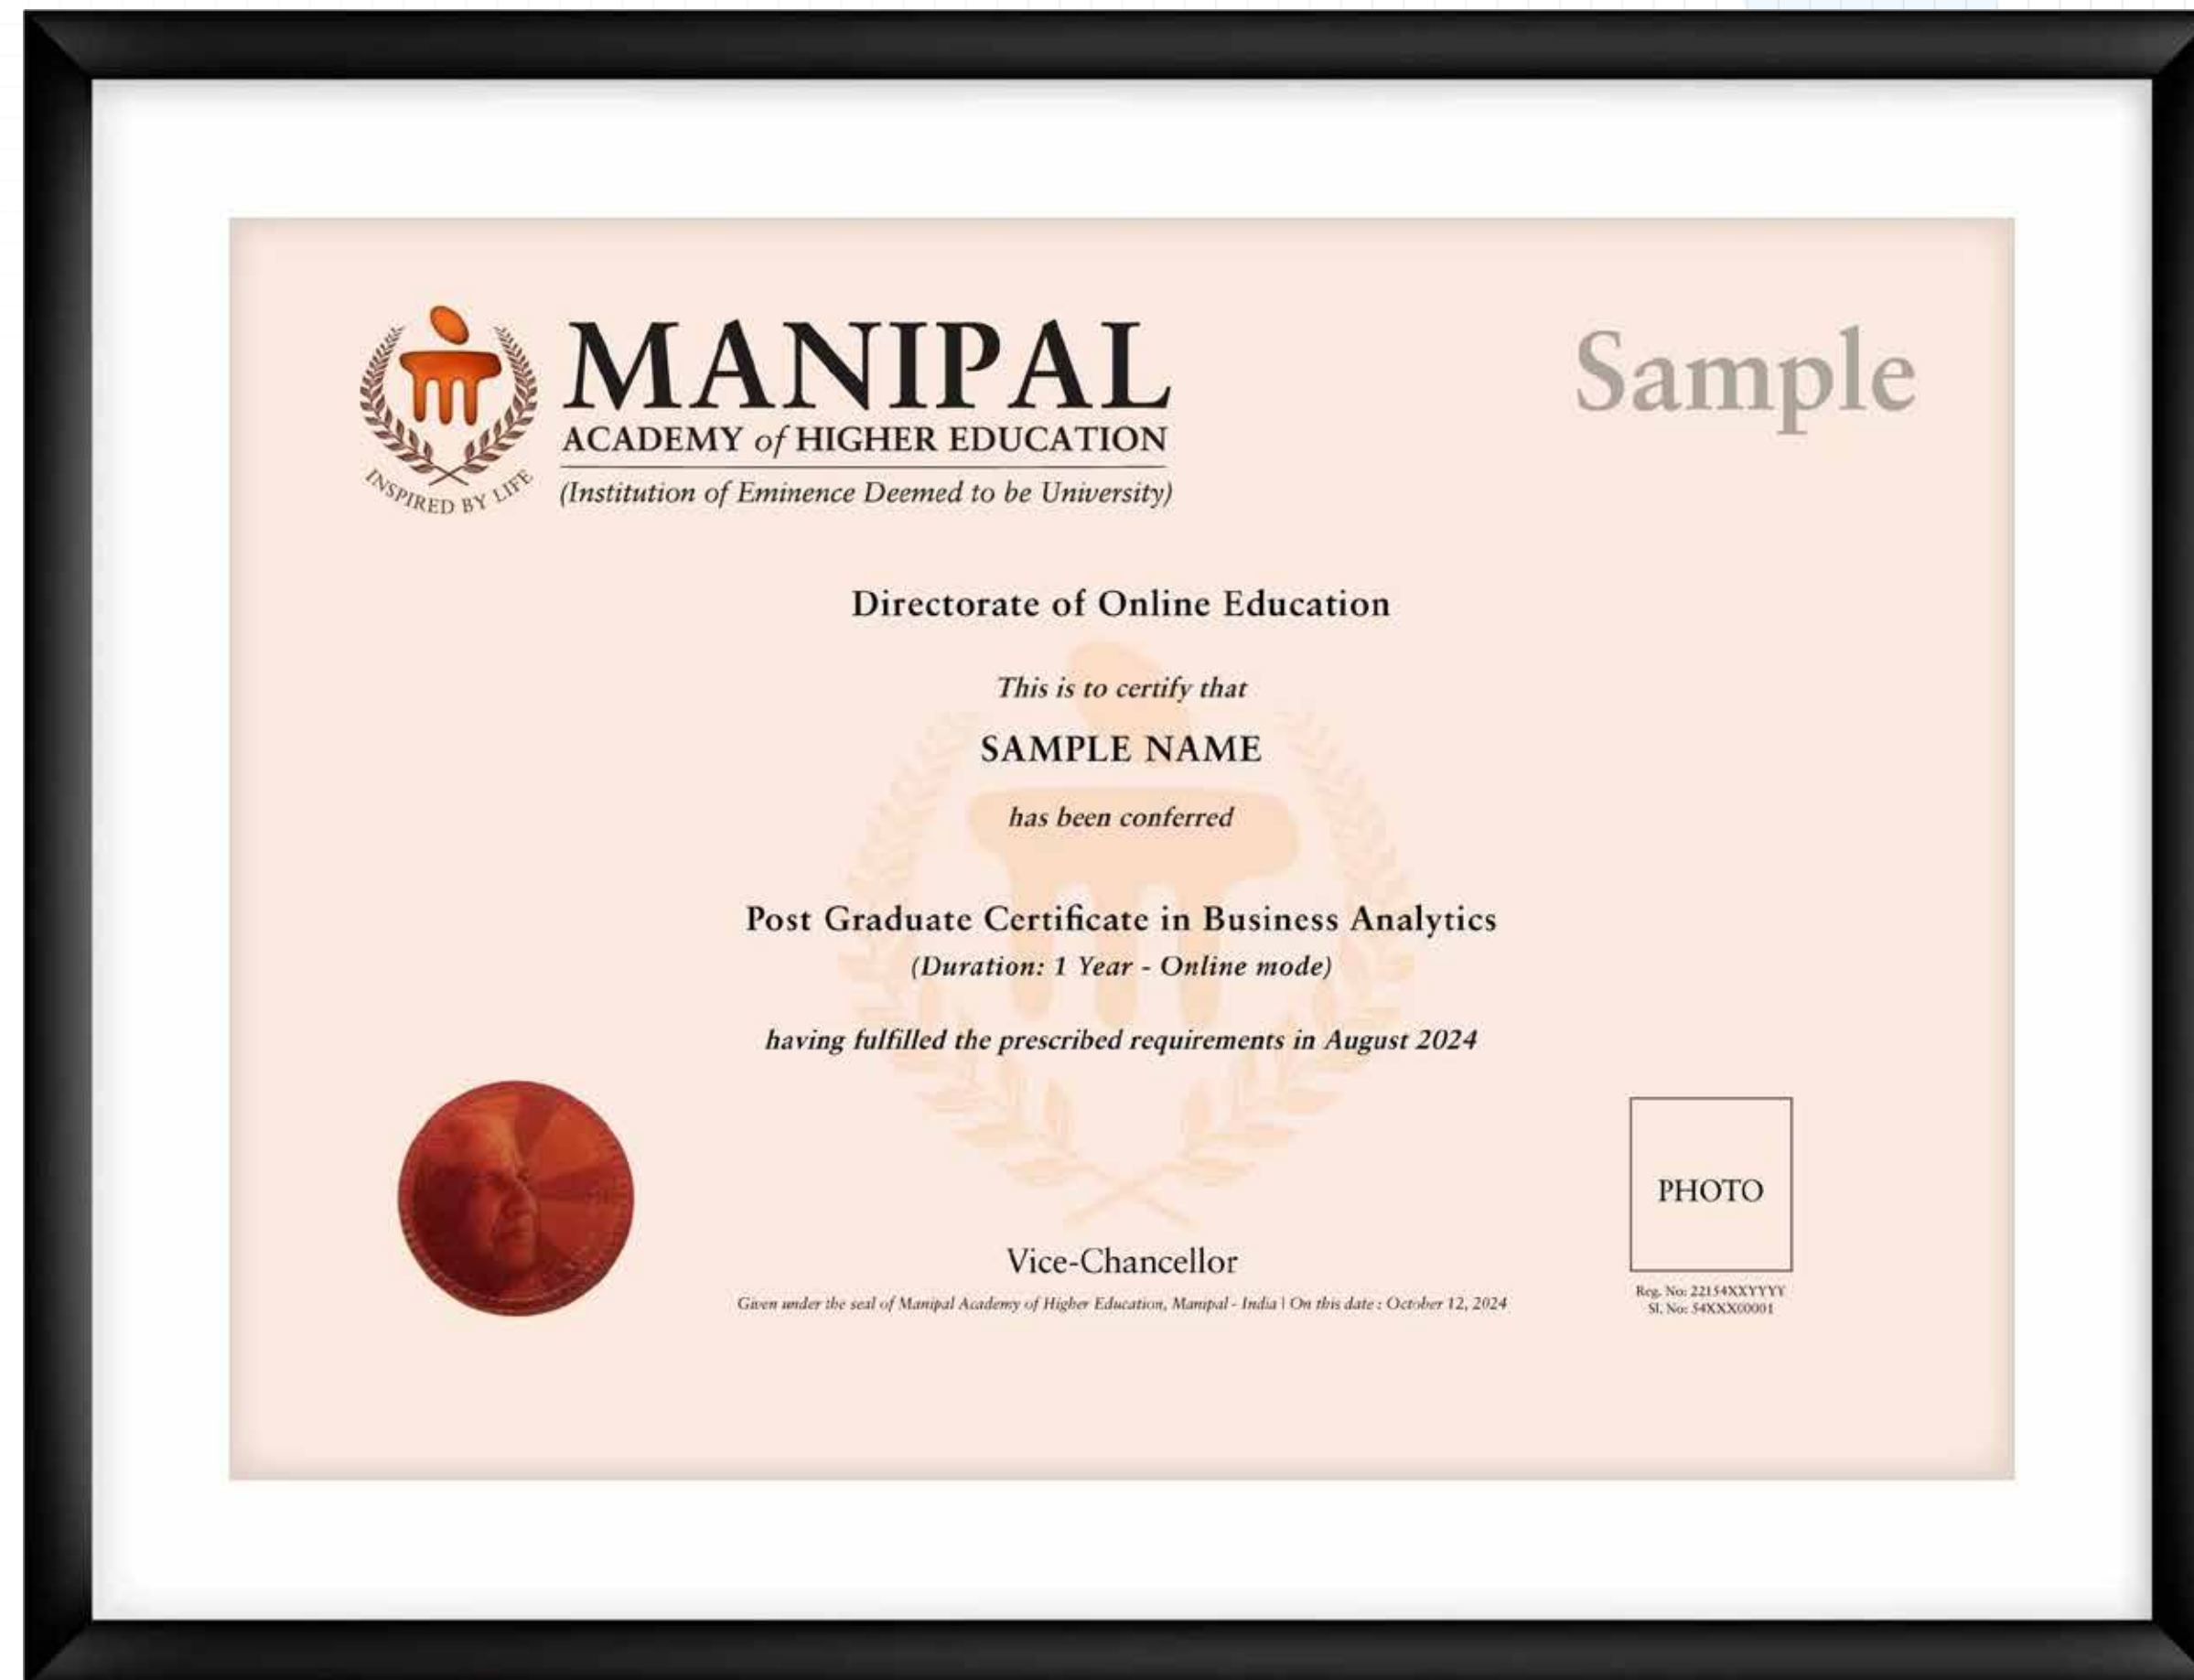 MANIPAL
ACADEMY of HIGHER EDUCATION
(Institution of Eminence Deemed to be University)
INSPIRED BY LIFE
Sample
Directorate of Online Education
This is to certify that
SAMPLE NAME
has been conferred
Post Graduate Certificate in Business Analytics
(Duration: 1 Year - Online mode)
having fulfilled the prescribed requirements in August 2024
PHOTO
Vice-Chancellor
Given under the seal of Manipal Academy of Higher Education, Manipal - India | On this date : October 12, 2024
Reg. No: 22154XXYYYY
Sl. No: 54XXX00001